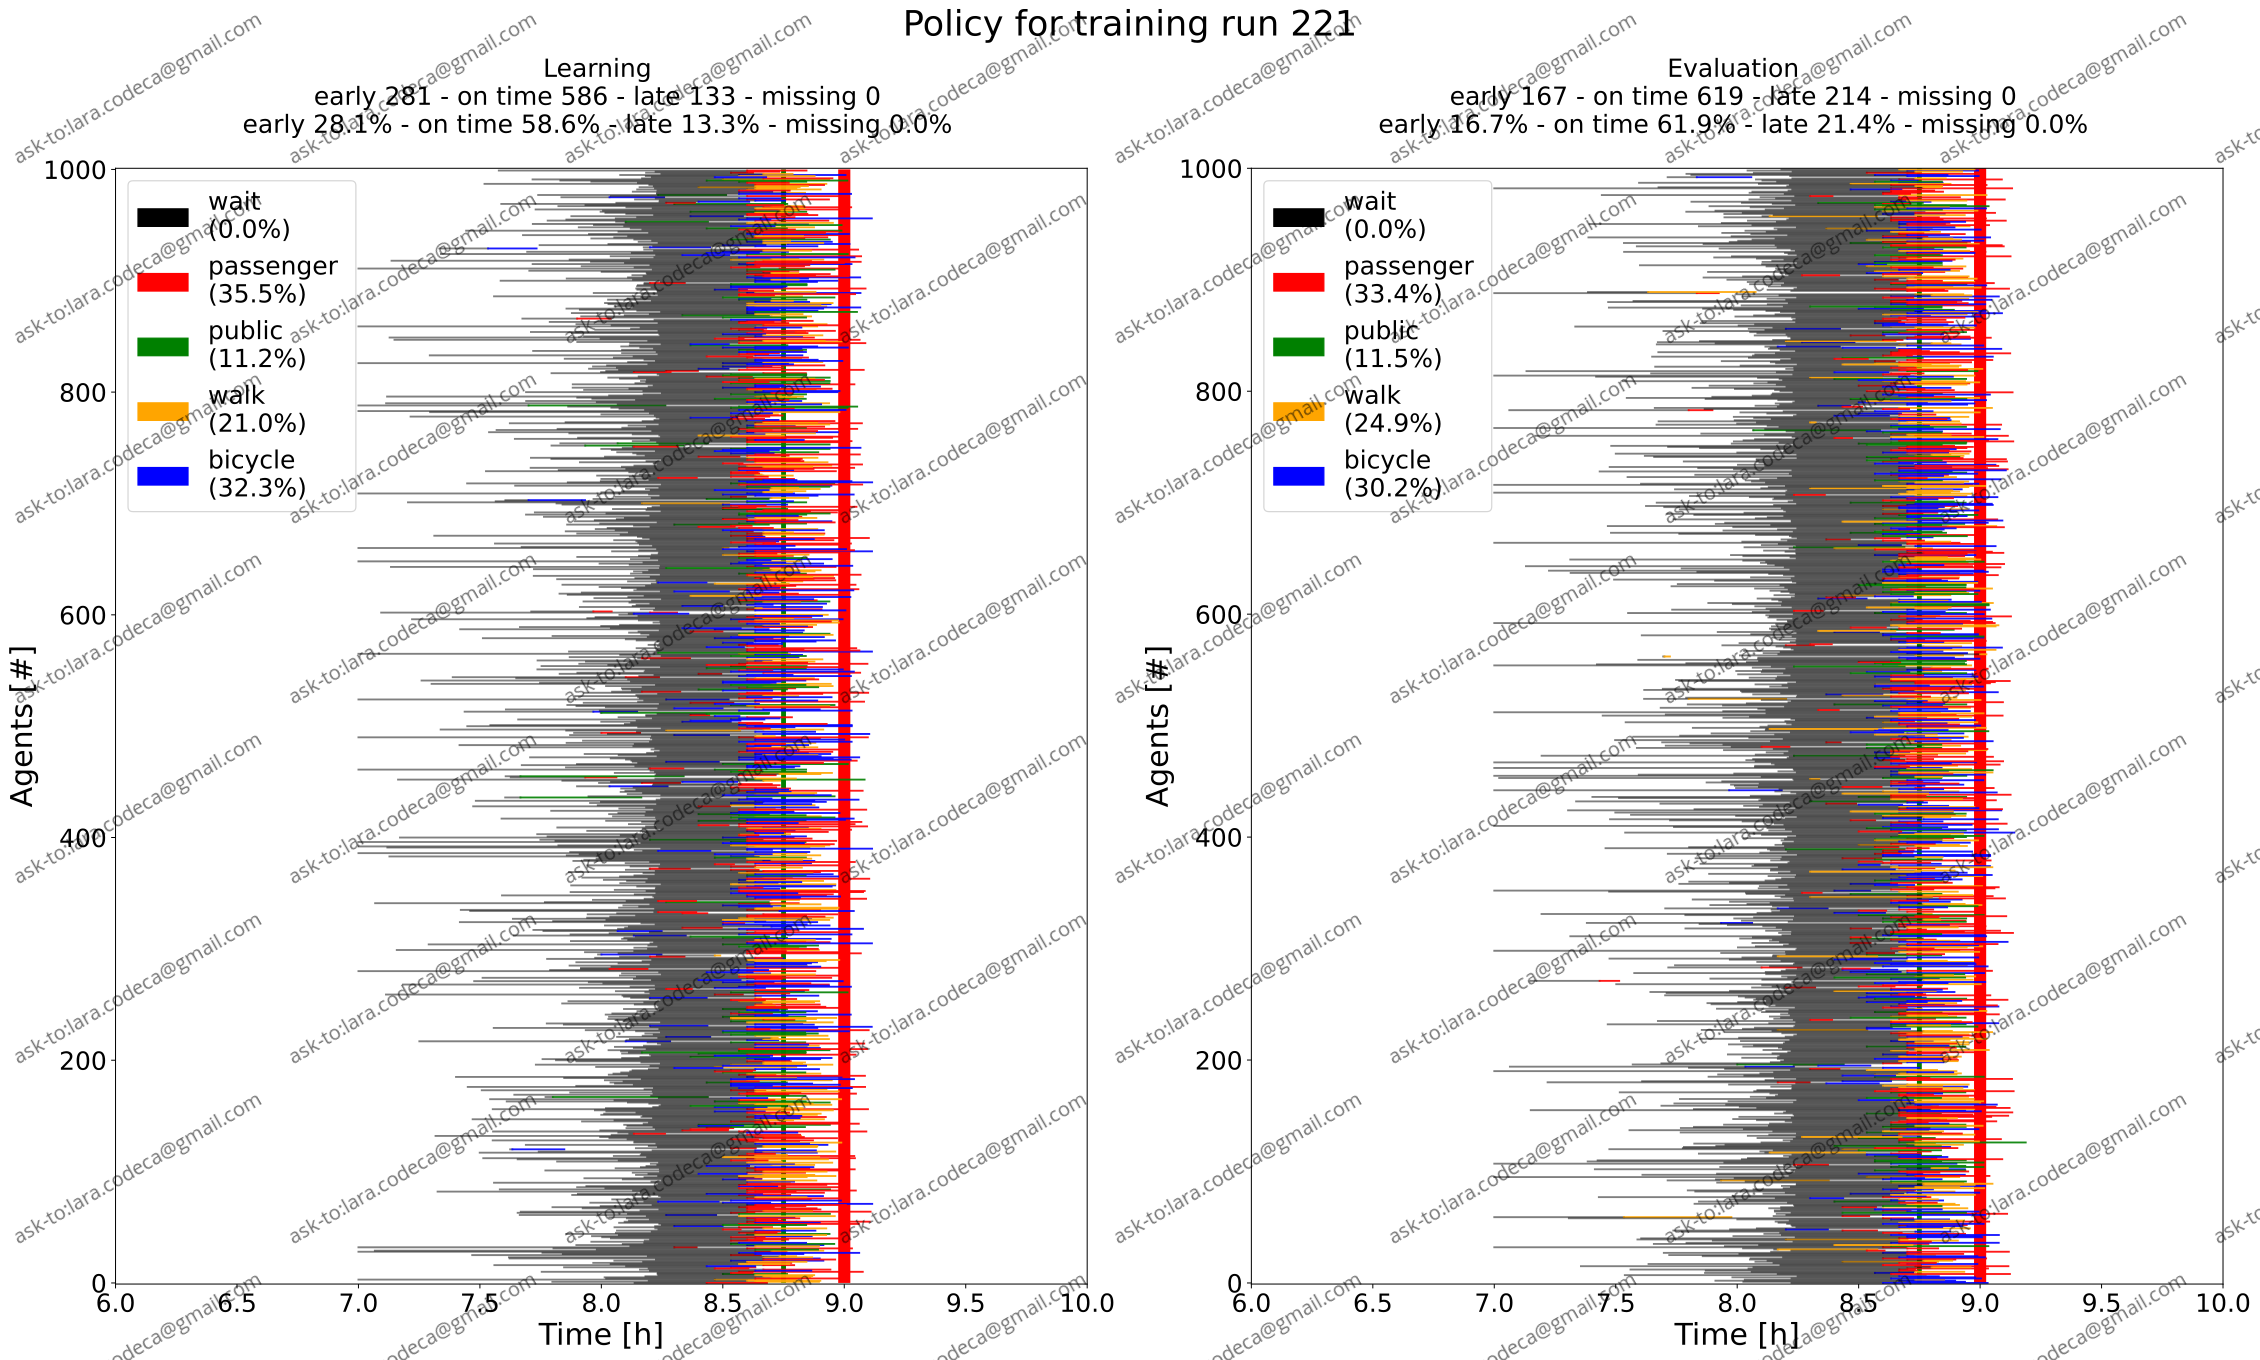 Policy for training run 221
Learning
early 281 - on time 586 - late 133 - missing 0
early 28.1% - on time 58.6% - late 13.3% - missing 0.0%
1000
800
600
400
200
0
Agents [#]
wait
(0.0%)
passenger
(35.5%)
public
(11.2%)
walk
(21.0%)
bicycle
(32.3%)
6.0 6.5 7.0 7.5 8.0 8.5 9.0 9.5 10.0
Time [h]
Evaluation
early 167 - on time 619 - late 214 - missing 0
early 16.7% - on time 61.9% - late 21.4% - missing 0.0%
1000
800
600
400
200
0
Agents [#]
wait
(0.0%)
passenger
(33.4%)
public
(11.5%)
walk
(24.9%)
bicycle
(30.2%)
6.0 6.5 7.0 7.5 8.0 8.5 9.0 9.5 10.0
Time [h]
ask-to:lara.codeca@gmail.com